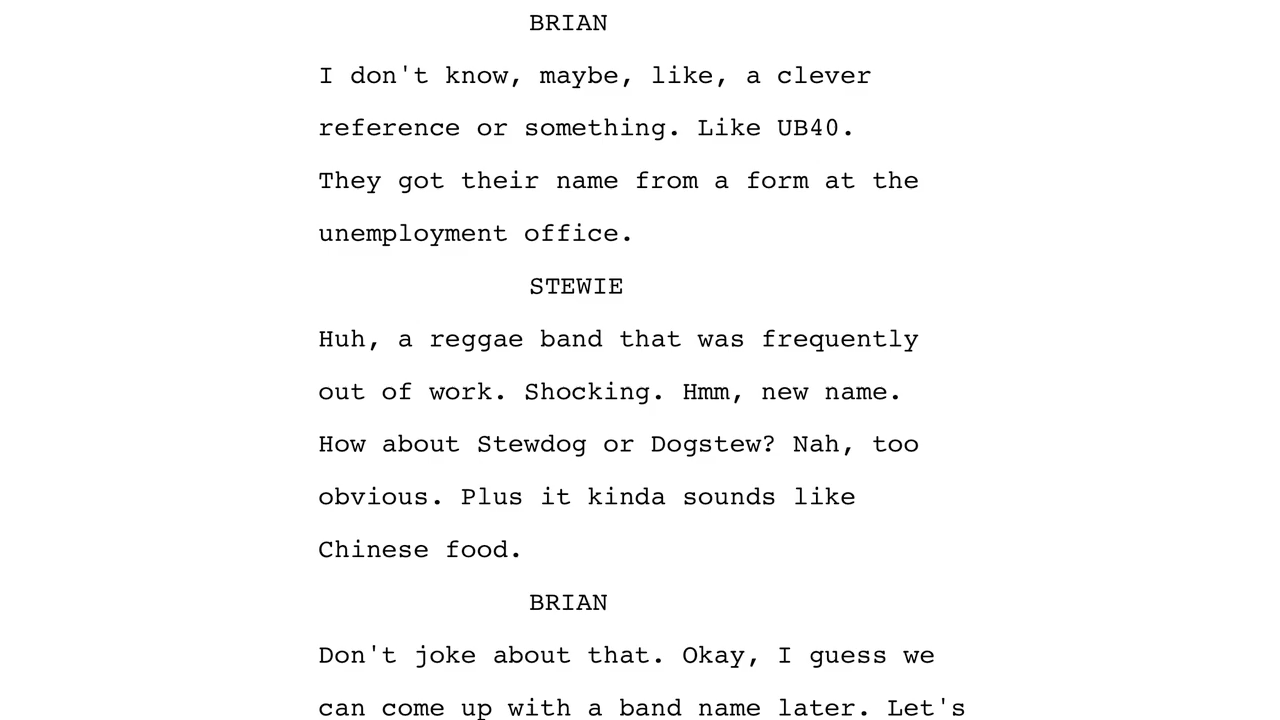 BRIAN
I don't know, maybe, like, a clever
reference or something. Like UB40.
They got their name from a form at the
unemployment office.
STEWIE
Huh, a reggae band that was frequently
out of work. Shocking. Hmm, new name.
How about Stewdog or Dogstew? Nah, too
obvious. Plus it kinda sounds like
Chinese food.
BRIAN
Don't joke about that. Okay, I guess we
can come up with a band name later. Let's